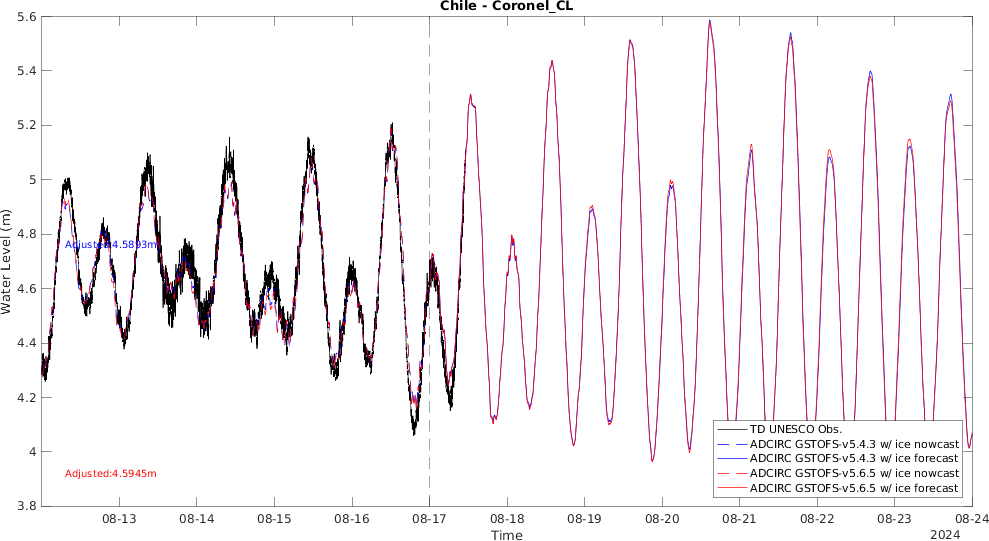 Chile - Coronel_CL
5.6
5.4
5.2
5
4.8
4.6
4.4
4.2
4
3.8
Water Level (m)
Adjusted:4.5893m
Adjusted:4.5945m
TD UNESCO Obs.
ADCIRC GSTOFS-v5.4.3 w/ ice nowcast
ADCIRC GSTOFS-v5.4.3 w/ ice forecast
ADCIRC GSTOFS-v5.6.5 w/ ice nowcast
ADCIRC GSTOFS-v5.6.5 w/ ice forecast
08-13 08-14 08-15 08-16 08-17 08-18 08-19 08-20 08-21 08-22 08-23 08-24
Time
2024